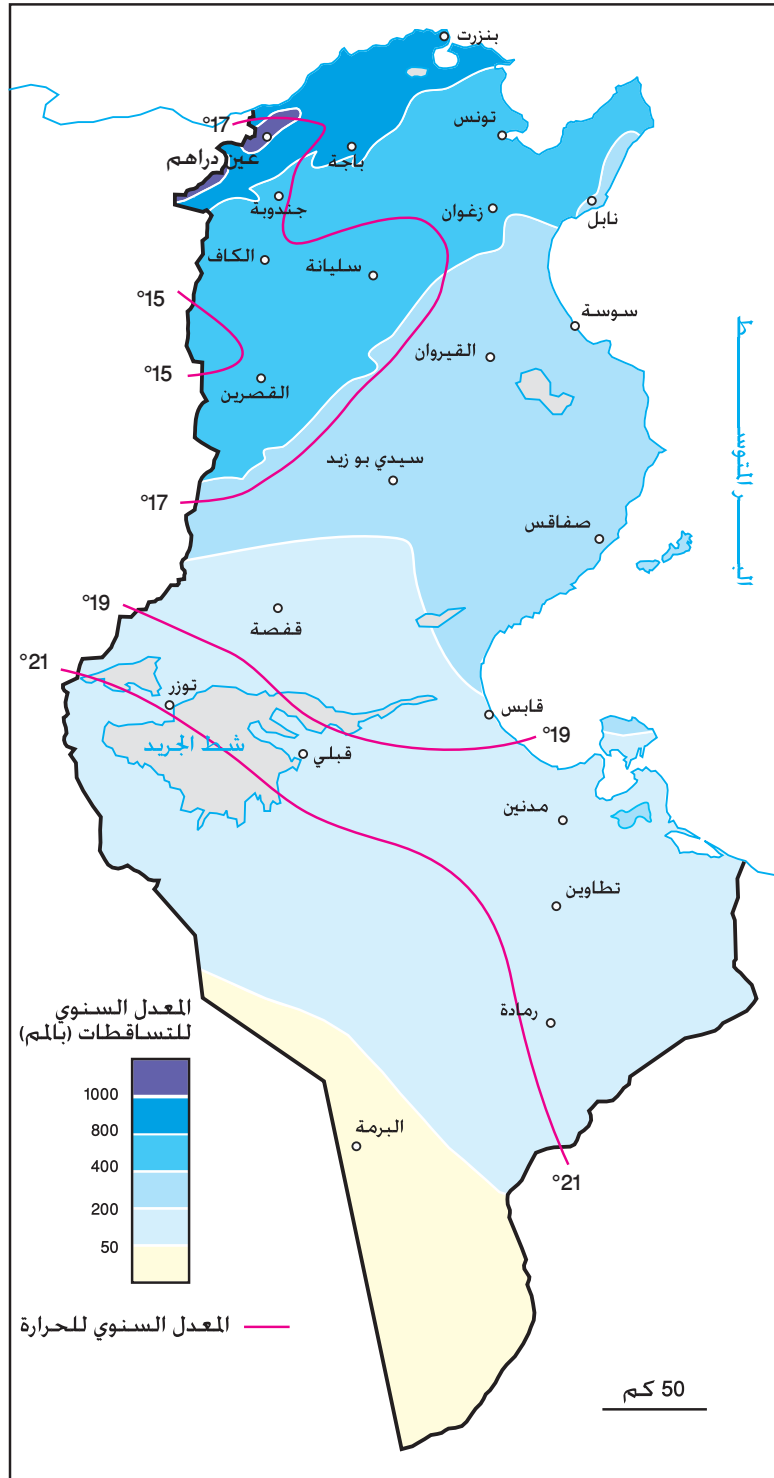 بنزرت
°17
تونس
عين دراهم
باجة
جندوبة
زغوان
نابل
الكاف
سليانة
°15
سوسة
°15
القيروان
القصرين
البحر المتوسط
سيدي بو زيد
°17
صفاقس
°19
قفصة
°21
توزر
قابس
°19
شط الجريد
قبلي
مدنين
تطاوين
رمادة
المعدل السنوي
للتساقطات (بالمم)
1000
800
400
200
50
البرمة
°21
المعدل السنوي للحرارة
50 كم